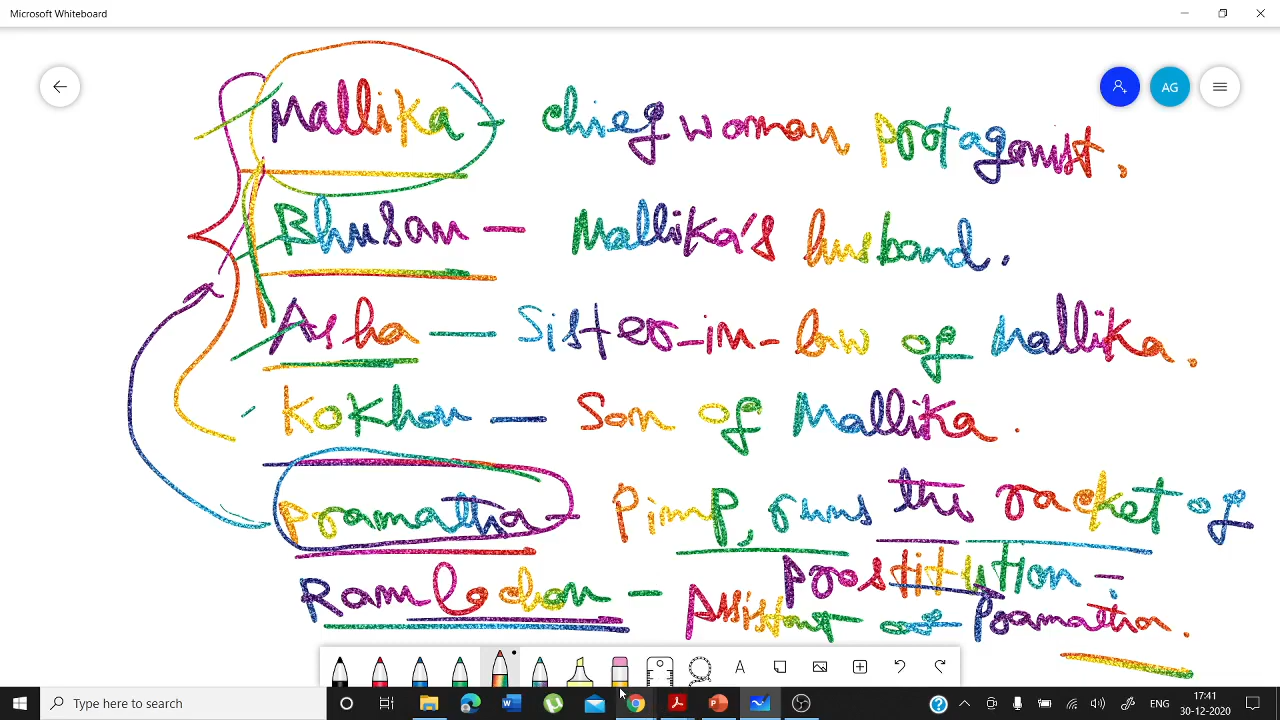 Microsoft Whiteboard
AG
Mallika - chief woman protagonist.
Bhusan - Mallika's husband.
Asha - Sister-in-law of Mallika.
Kokhon - Son of Mallika.
Pramatha - Pimp, runs the racket of
prostitution -
Ramlochon - Assistant of Pramatha.
Type here to search
ENG
17:41
30-12-2020